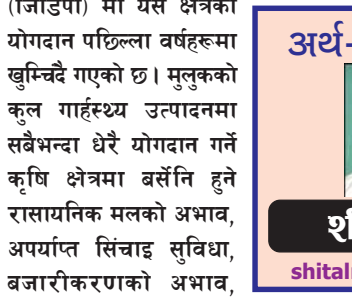 (जिडिपी) मा यस क्षेत्रको
योगदान पछिल्ला वर्षहरूमा
खुम्चिदै गएको छ। मुलुकको
कुल गार्हस्थ्य उत्पादनमा
सबैभन्दा धेरै योगदान गर्ने
कृषि क्षेत्रमा बर्सेनि हुने
रासायनिक मलको अभाव,
अपर्याप्त सिंचाइ सुविधा,
बजारीकरणको अभाव,
अर्थ-